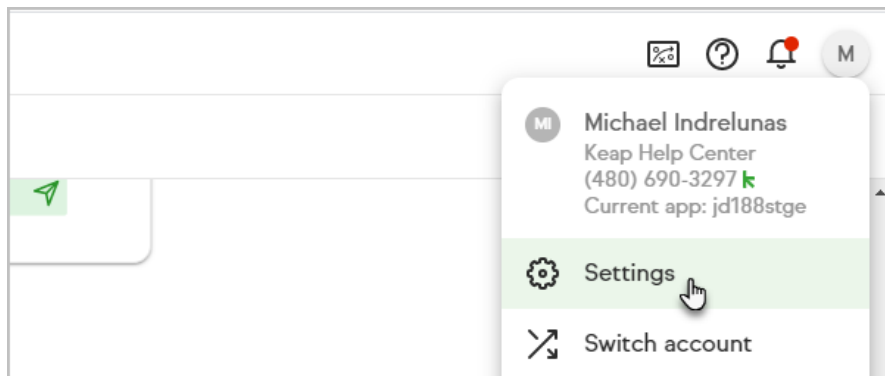 M
MI
Michael Indrelunas
Keap Help Center
(480) 690-3297
Current app: jd188stge
Settings
Switch account